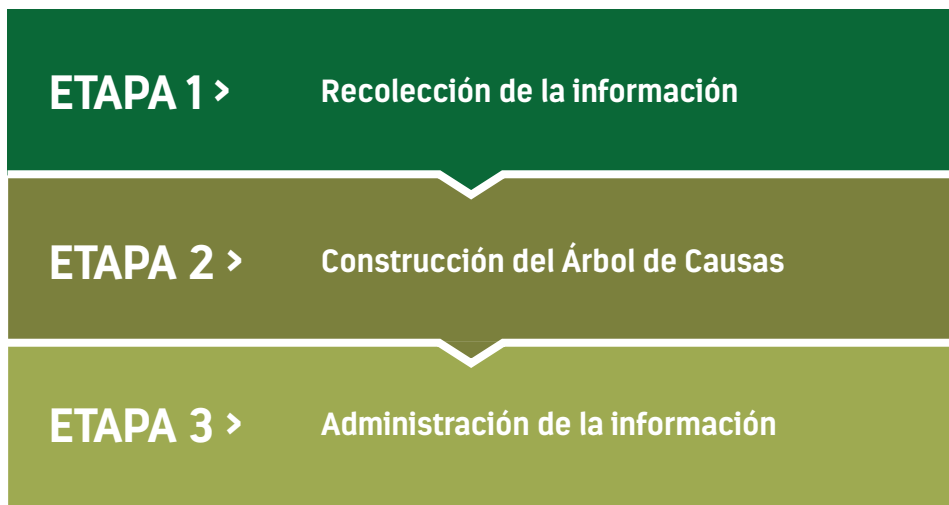 ETAPA 1 > Recolección de la información
ETAPA 2 > Construcción del Árbol de Causas
ETAPA 3 > Administración de la información